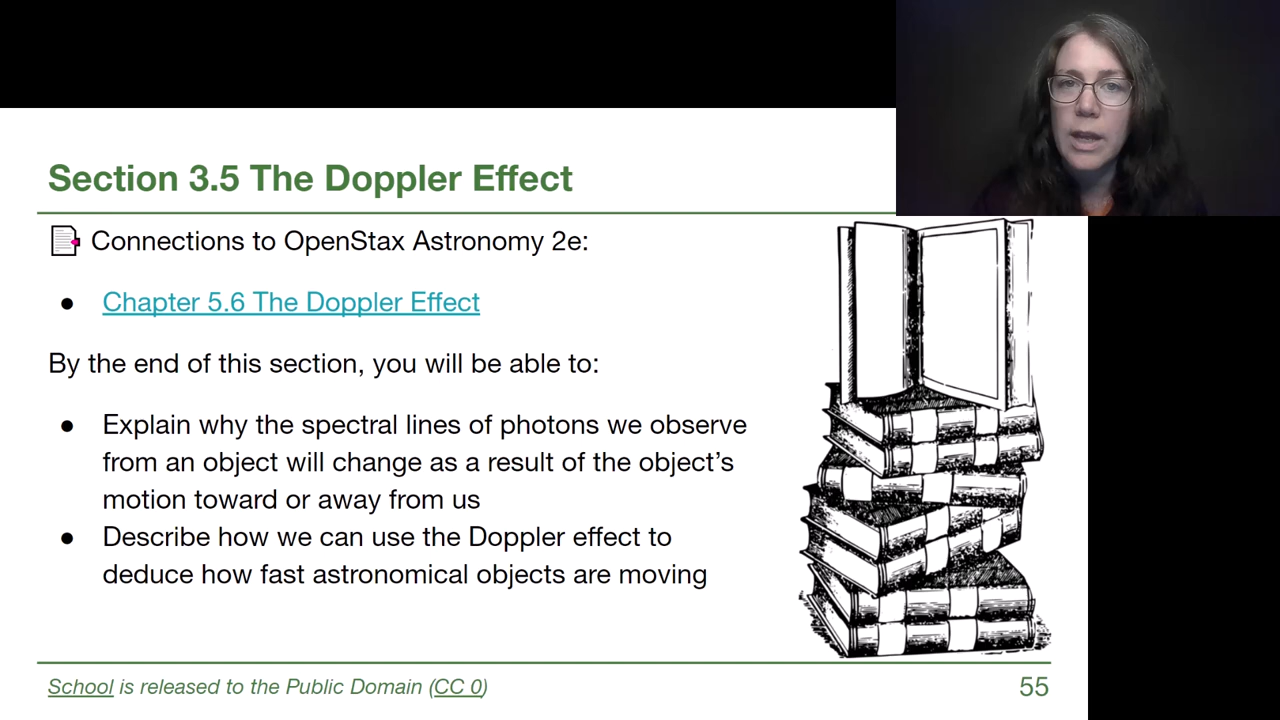 Section 3.5 The Doppler Effect
Connections to OpenStax Astronomy 2e:
● Chapter 5.6 The Doppler Effect
By the end of this section, you will be able to:
● Explain why the spectral lines of photons we observe
from an object will change as a result of the object’s
motion toward or away from us
● Describe how we can use the Doppler effect to
deduce how fast astronomical objects are moving
School is released to the Public Domain (CC 0)
55